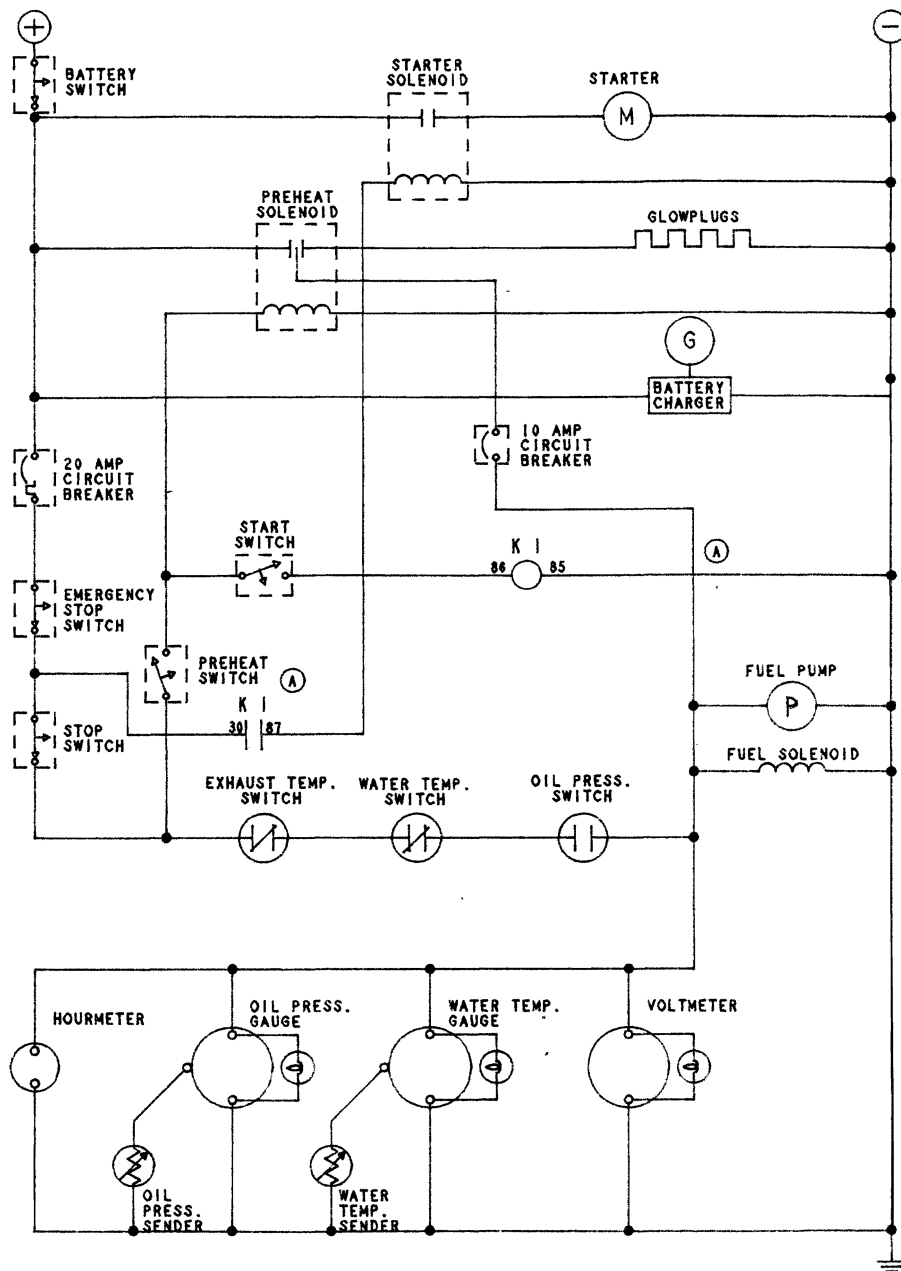 +
−
BATTERY
SWITCH
STARTER
SOLENOID
STARTER
M
PREHEAT
SOLENOID
GLOWPLUGS
G
BATTERY
CHARGER
20 AMP
CIRCUIT
BREAKER
10 AMP
CIRCUIT
BREAKER
START
SWITCH
K 1
86
85
A
EMERGENCY
STOP
SWITCH
PREHEAT
SWITCH
A
K 1
30
87
FUEL PUMP
P
STOP
SWITCH
FUEL SOLENOID
EXHAUST TEMP.
SWITCH
WATER TEMP.
SWITCH
OIL PRESS.
SWITCH
HOURMETER
OIL PRESS.
GAUGE
WATER TEMP.
GAUGE
VOLTMETER
OIL
PRESS.
SENDER
WATER
TEMP.
SENDER